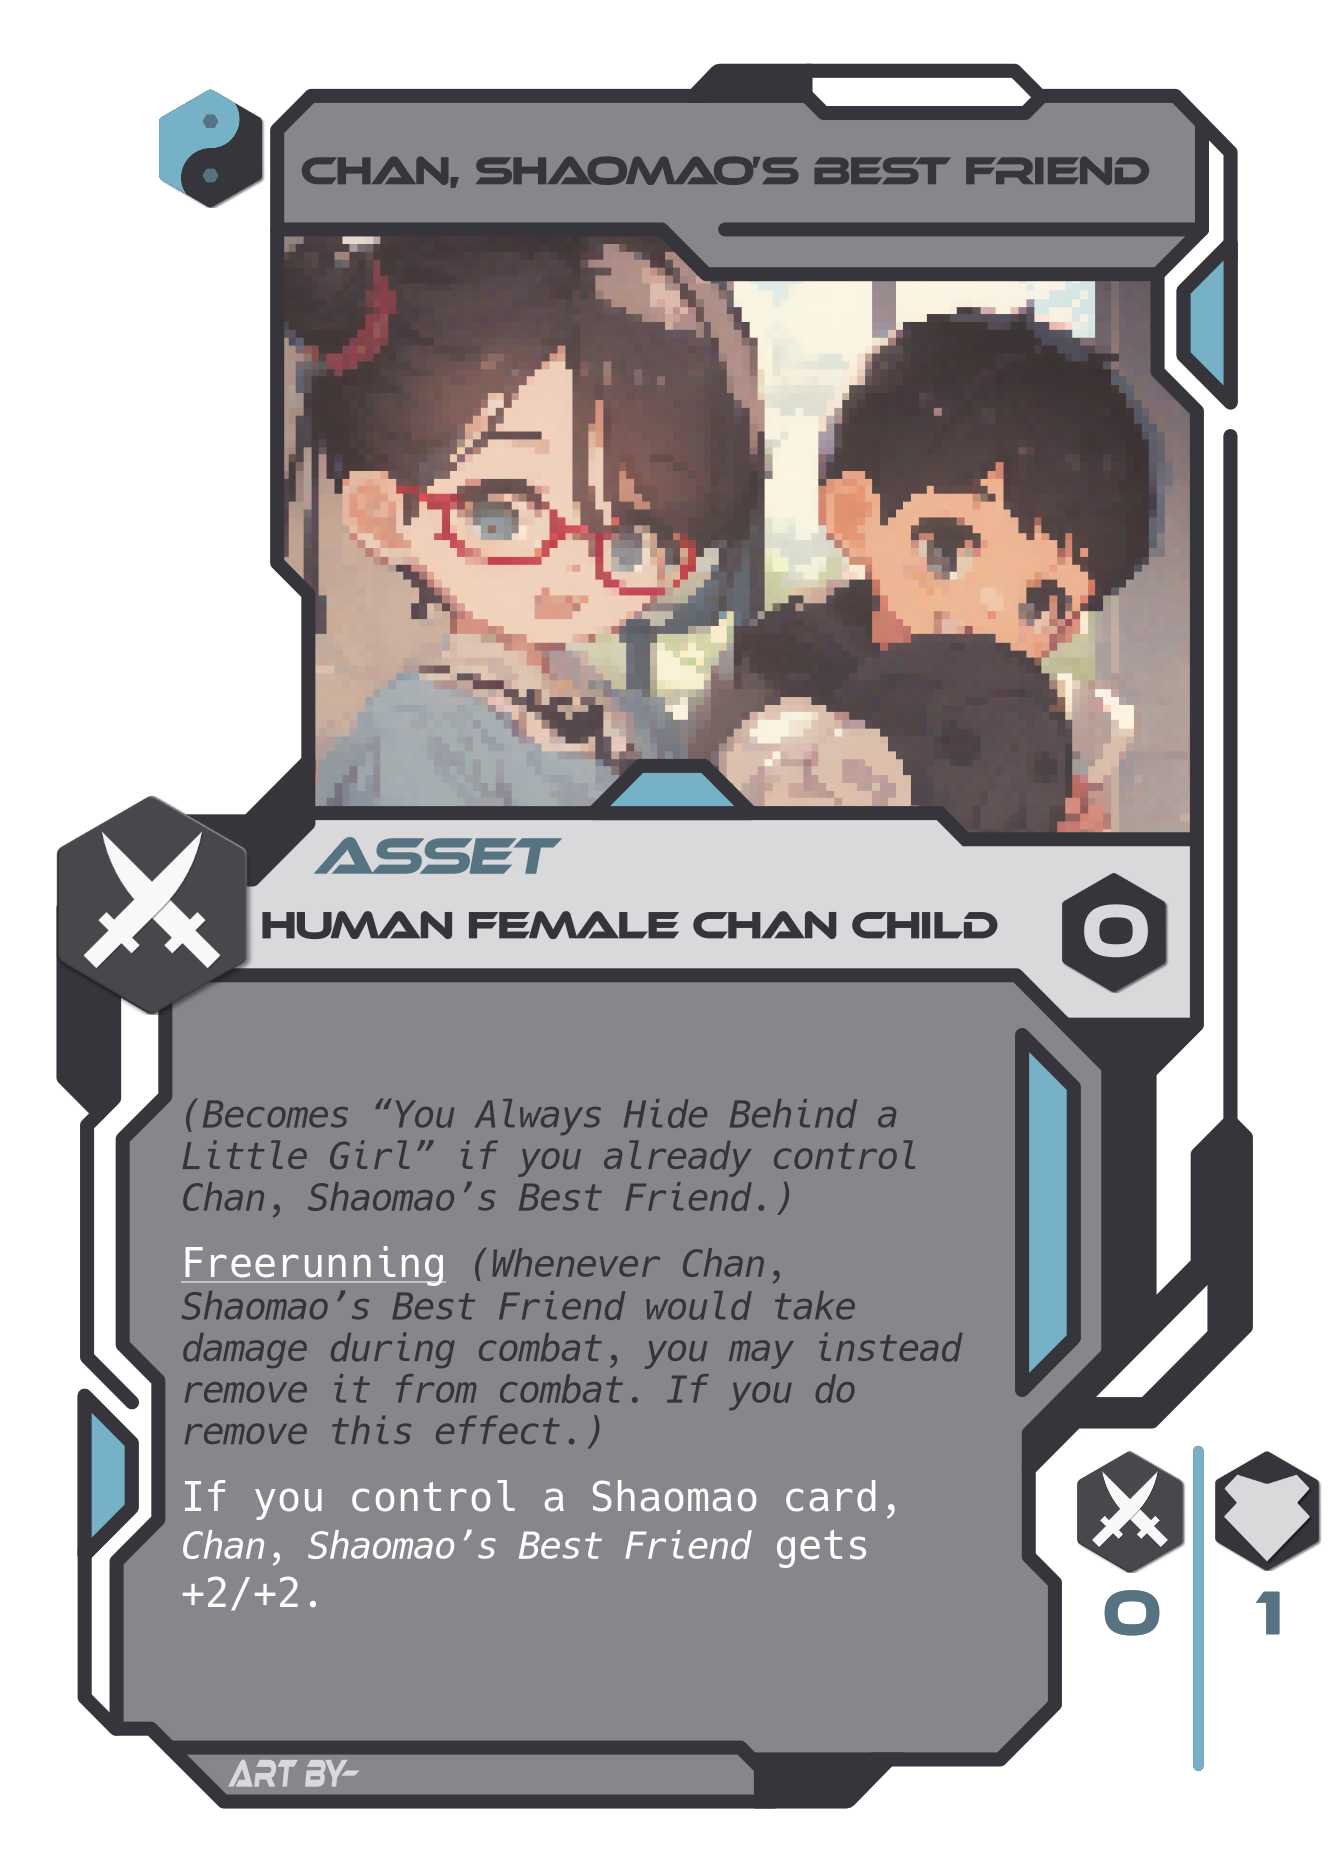 CHAN, SHAOMAO'S BEST FRIEND
ASSET
HUMAN FEMALE CHAN CHILD
0
(Becomes “You Always Hide Behind a
Little Girl” if you already control
Chan, Shaomao’s Best Friend.)
Freerunning (Whenever Chan,
Shaomao’s Best Friend would take
damage during combat, you may instead
remove it from combat. If you do
remove this effect.)
If you control a Shaomao card,
Chan, Shaomao’s Best Friend gets
+2/+2.
0 1
ART BY-